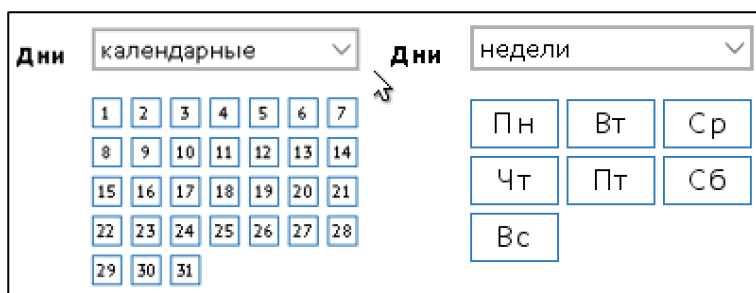 Дни календарные
1 2 3 4 5 6 7
8 9 10 11 12 13 14
15 16 17 18 19 20 21
22 23 24 25 26 27 28
29 30 31
Дни недели
Пн Вт Ср
Чт Пт Сб
Вс